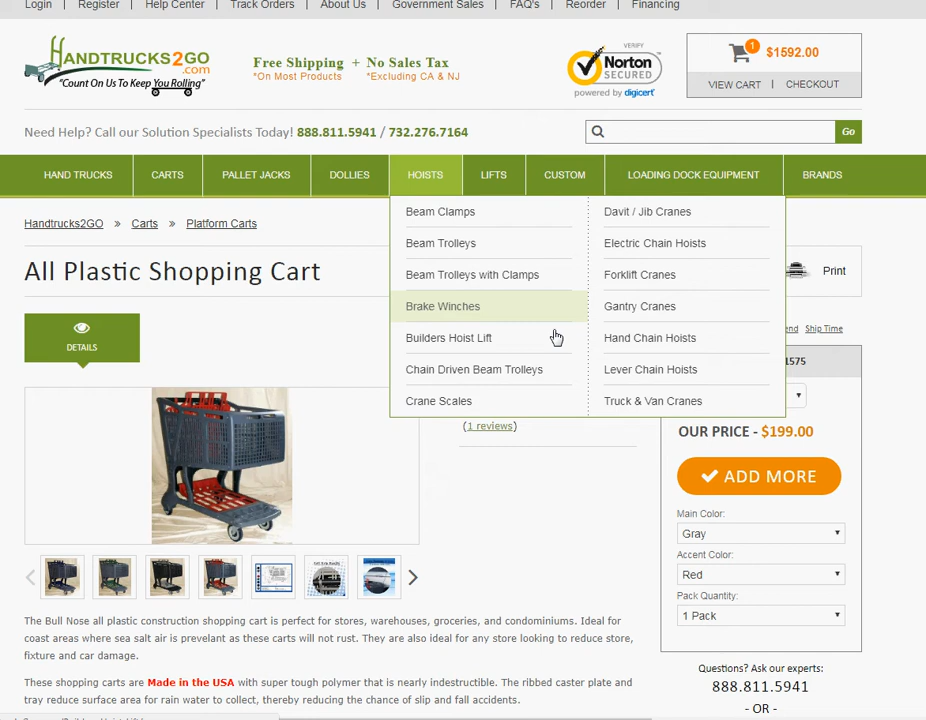 Login Register Help Center Track Orders About Us Government Sales FAQ's Reorder Financing
HANDTRUCKS2GO
.com
"Count On Us To Keep You Rolling"
Free Shipping + No Sales Tax
*On Most Products *Excluding CA & NJ
VERIFY
Norton
SECURED
powered by digicert
1 $1592.00
VIEW CART | CHECKOUT
Need Help? Call our Solution Specialists Today! 888.811.5941 / 732.276.7164
Go
HAND TRUCKS CARTS PALLET JACKS DOLLIES HOISTS LIFTS CUSTOM LOADING DOCK EQUIPMENT BRANDS
Handtrucks2GO » Carts » Platform Carts
Beam Clamps
Beam Trolleys
Beam Trolleys with Clamps
Brake Winches
Builders Hoist Lift
Chain Driven Beam Trolleys
Crane Scales
Davit / Jib Cranes
Electric Chain Hoists
Forklift Cranes
Gantry Cranes
Hand Chain Hoists
Lever Chain Hoists
Truck & Van Cranes
All Plastic Shopping Cart
Print
DETAILS
Ship Time
1575
(1 reviews)
OUR PRICE - $199.00
ADD MORE
Main Color:
Gray
Accent Color:
Red
Pack Quantity:
1 Pack
The Bull Nose all plastic construction shopping cart is perfect for stores, warehouses, groceries, and condominiums. Ideal for
coast areas where sea salt air is prevelant as these carts will not rust. They are also ideal for any store looking to reduce store,
fixture and car damage.
These shopping carts are Made in the USA with super tough polymer that is nearly indestructible. The ribbed caster plate and
tray reduce surface area for rain water to collect, thereby reducing the chance of slip and fall accidents.
Questions? Ask our experts:
888.811.5941
- OR -